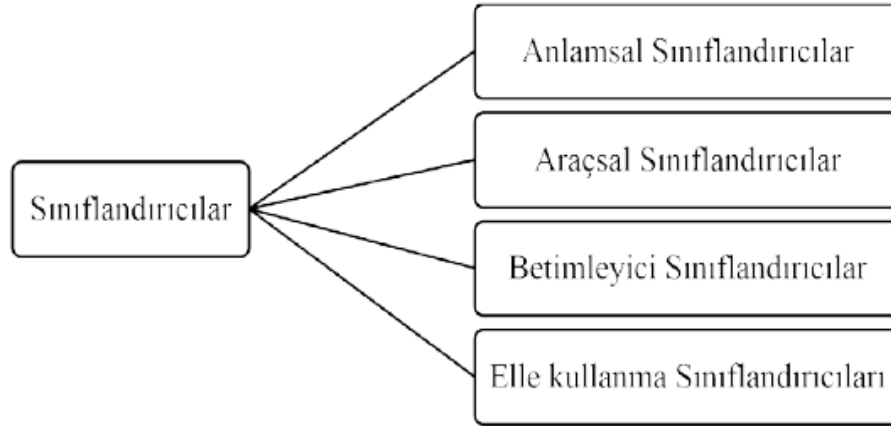 Anlamsal Sınıflandırıcılar
Araçsal Sınıflandırıcılar
Sınıflandırıcılar
Betimleyici Sınıflandırıcılar
Elle kullanma Sınıflandırıcıları